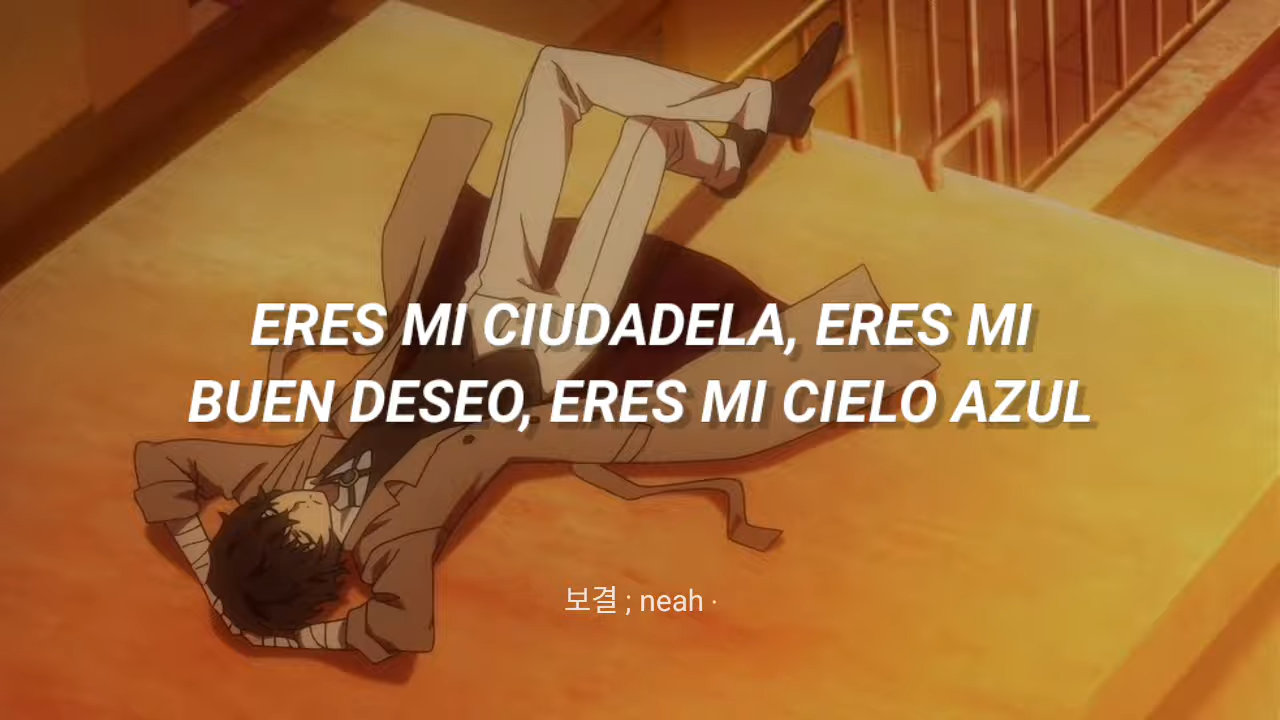 ERES MI CIUDADELA, ERES MI
BUEN DESEO, ERES MI CIELO AZUL
보결 ; neah ·